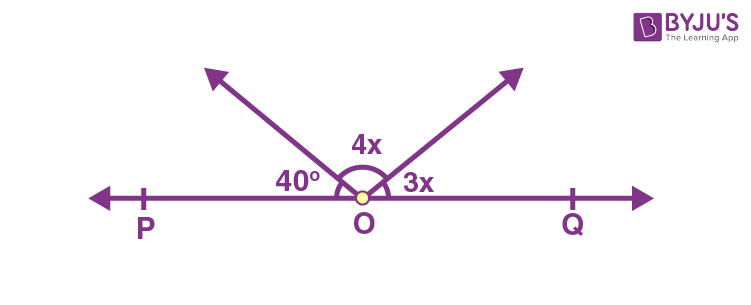 BYJU'S
The Learning App
4x
40° 3x
P O Q